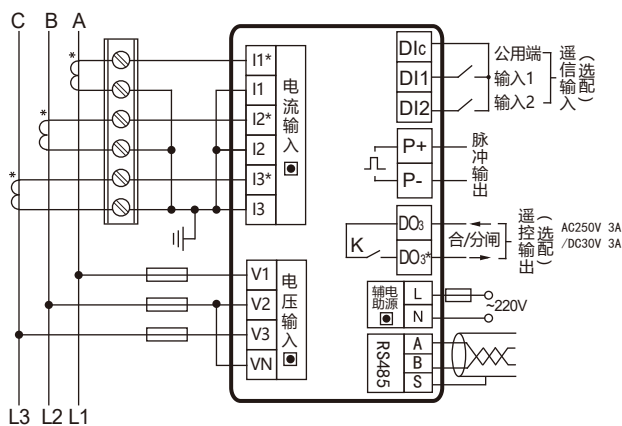 C B A
* I1*
I1
* I2*
I2
* I3*
I3
电流输入
V1
V2
V3
VN
电压输入
L3 L2 L1
DIc 公用端
DI1 输入1
DI2 输入2
遥信输入
(选配)
P+
P-
脉冲输出
K
DO3
DO3*
合/分闸
遥控输出
(选配)
AC250V 3A
/DC30V 3A
辅助电源
L
N
~220V
RS485
A
B
S